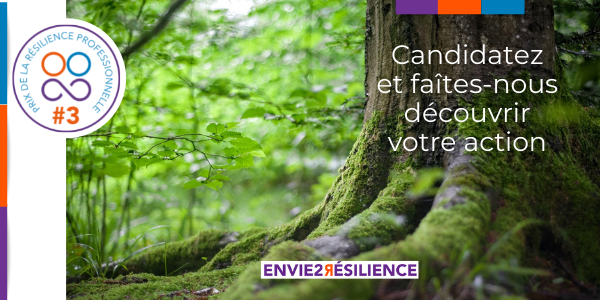 PRIX DE LA RÉSILIENCE PROFESSIONNELLE
#3
Candidatez
et faîtes-nous
découvrir
votre action
ENVIE2RÉSILIENCE